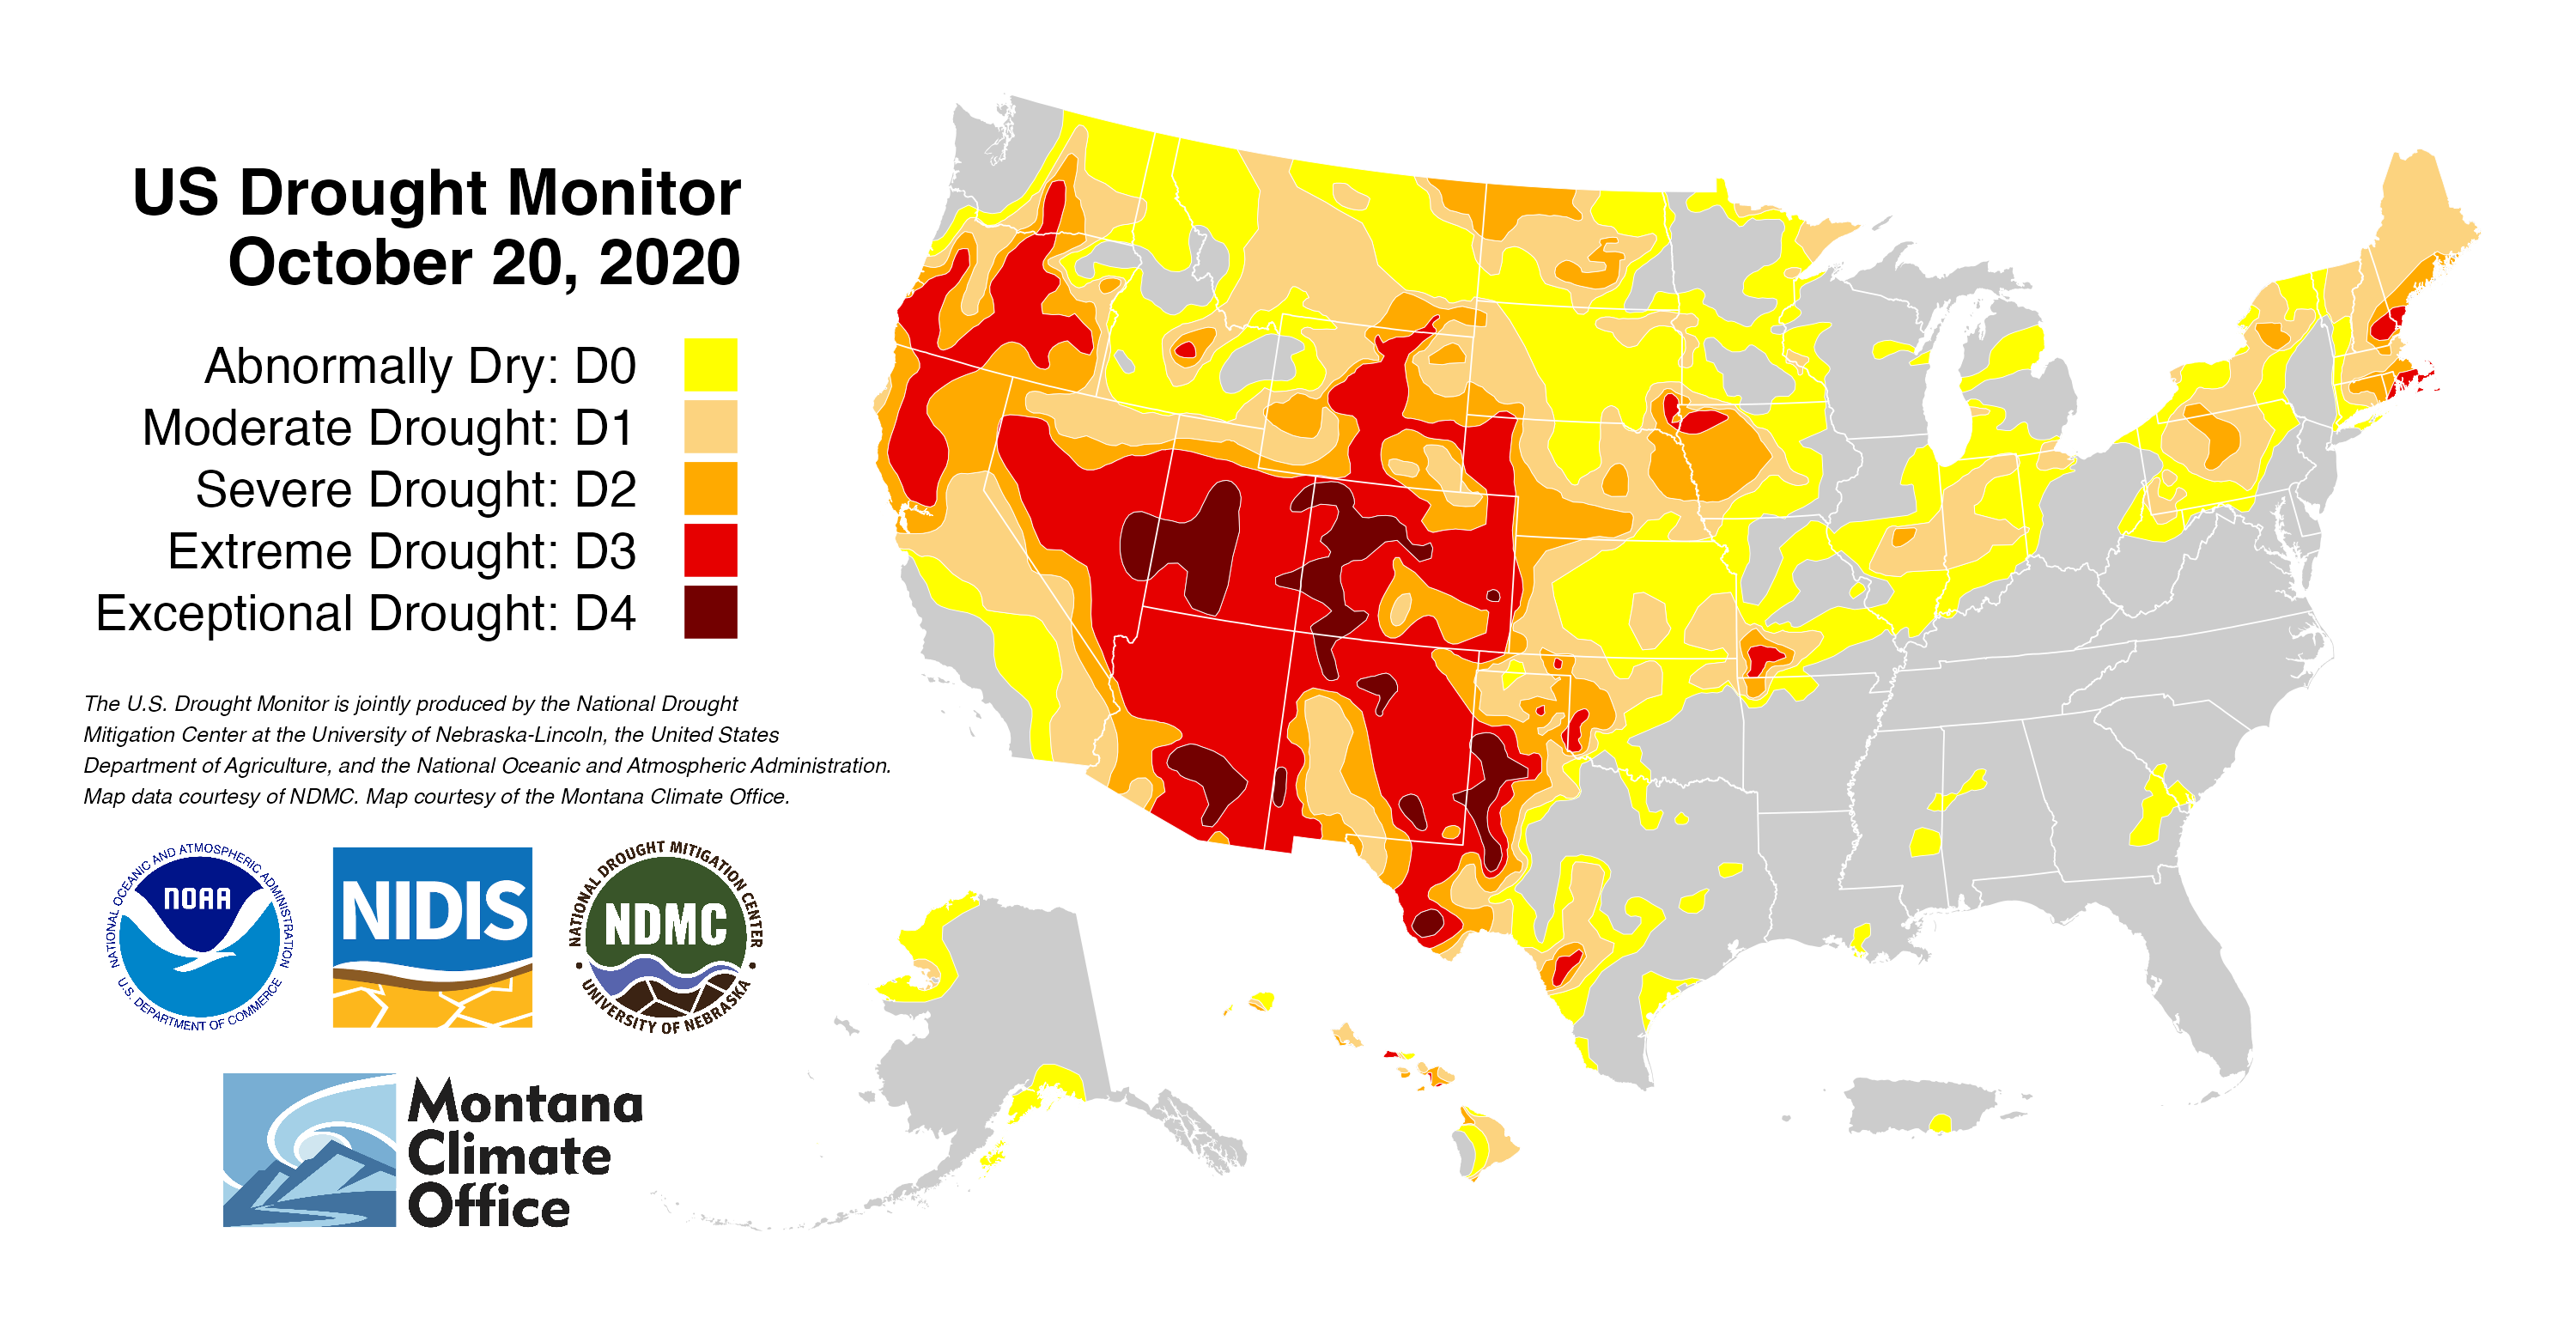 US Drought Monitor
October 20, 2020
Abnormally Dry: D0
Moderate Drought: D1
Severe Drought: D2
Extreme Drought: D3
Exceptional Drought: D4
The U.S. Drought Monitor is jointly produced by the National Drought
Mitigation Center at the University of Nebraska-Lincoln, the United States
Department of Agriculture, and the National Oceanic and Atmospheric Administration.
Map data courtesy of NDMC. Map courtesy of the Montana Climate Office.
NATIONAL OCEANIC AND ATMOSPHERIC ADMINISTRATION
NOAA
U.S. DEPARTMENT OF COMMERCE
NIDIS
NATIONAL DROUGHT MITIGATION CENTER
NDMC
UNIVERSITY OF NEBRASKA
Montana
Climate
Office